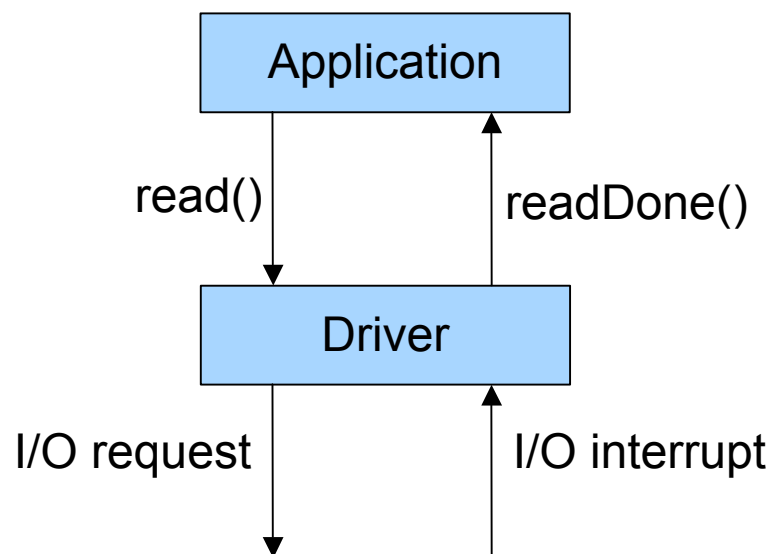 Application
read()
readDone()
Driver
I/O request
I/O interrupt